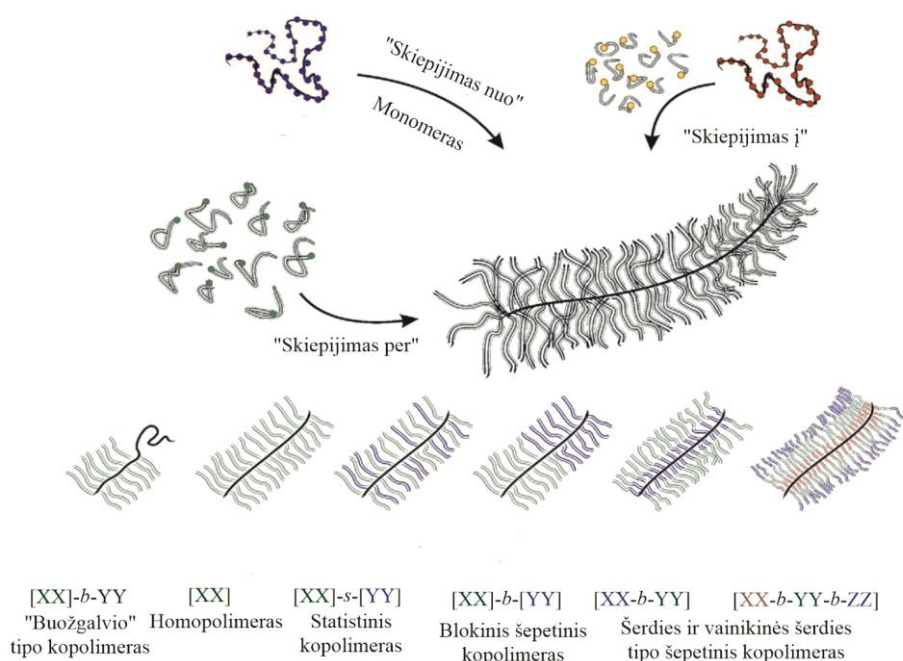 "Skiepijimas nuo"
Monomeras
"Skiepijimas į"
"Skiepijimas per"
[XX]-b-YY
"Buožgalvio"
tipo kopolimeras
[XX]
Homopolimeras
[XX]-s-[YY]
Statistinis
kopolimeras
[XX]-b-[YY]
Blokinis šepetinis
kopolimeras
[XX-b-YY]
[XX-b-YY-b-ZZ]
Šerdies ir vainikinės šerdies
tipo šepetinis kopolimeras